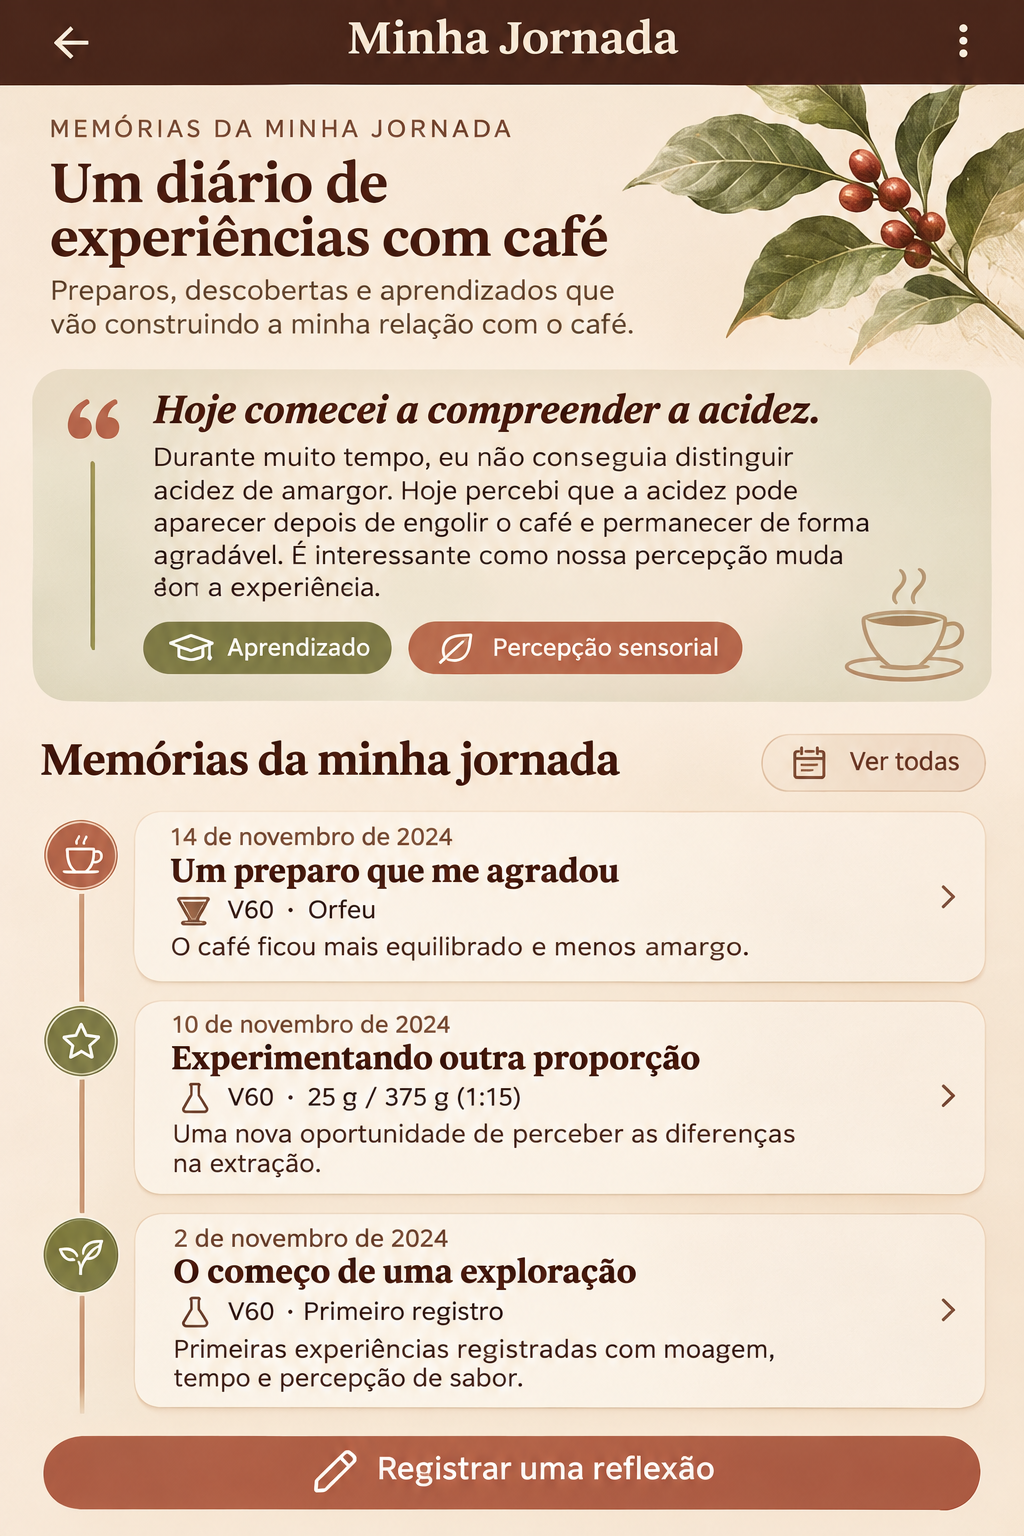 Minha Jornada
MEMÓRIAS DA MINHA JORNADA
Um diário de
experiências com café
Preparos, descobertas e aprendizados que
vão construindo a minha relação com o café.
“
Hoje comecei a compreender a acidez.
Durante muito tempo, eu não conseguia distinguir
acidez de amargor. Hoje percebi que a acidez pode
aparecer depois de engolir o café e permanecer de forma
agradável. É interessante como nossa percepção muda
a experiência.
Aprendizado
Percepção sensorial
Memórias da minha jornada
Ver todas
14 de novembro de 2024
Um preparo que me agradou
V60 · Orfeu
O café ficou mais equilibrado e menos amargo.
10 de novembro de 2024
Experimentando outra proporção
V60 · 25 g / 375 g (1:15)
Uma nova oportunidade de perceber as diferenças
na extração.
2 de novembro de 2024
O começo de uma exploração
V60 · Primeiro registro
Primeiras experiências registradas com moagem,
tempo e percepção de sabor.
Registrar uma reflexão